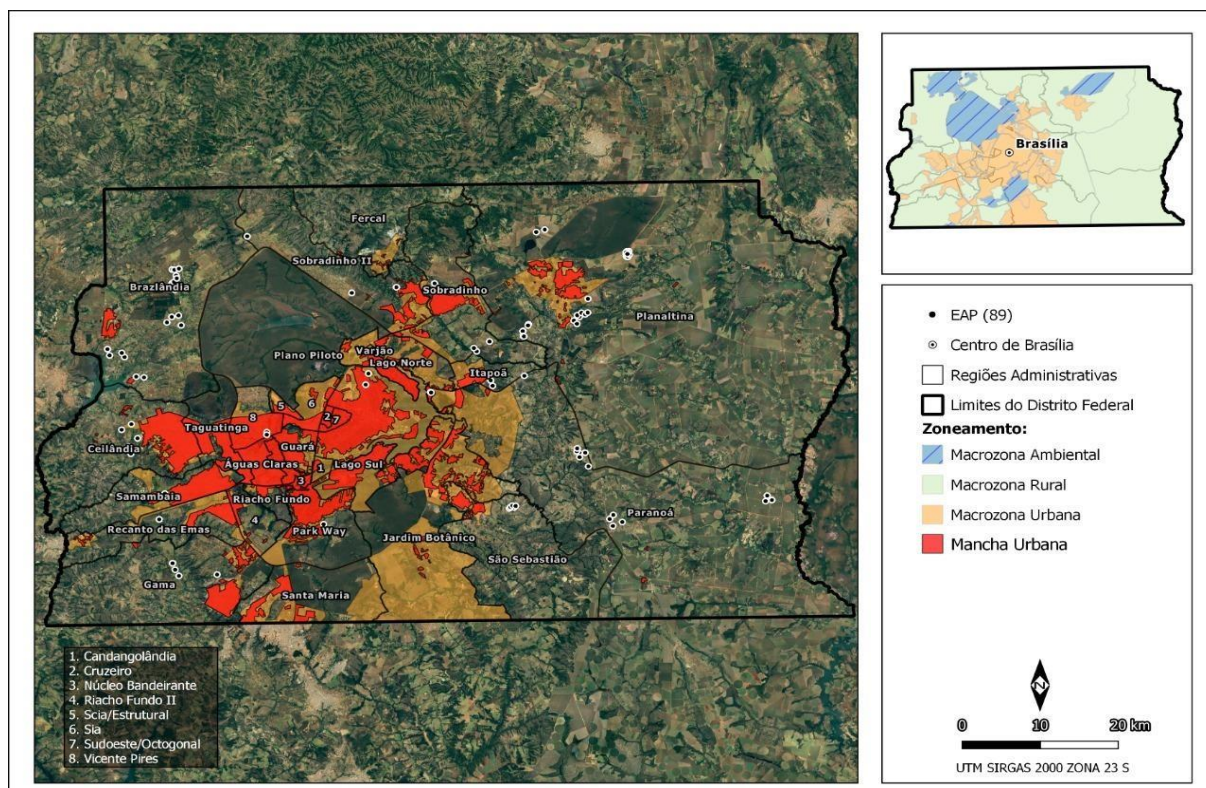 Fercal
Sobradinho II
Brazlândia
Sobradinho
Planaltina
Plano Piloto
Varjão
Lago Norte
Itapoã
5
6
8
2
7
Taguatinga
Guará
Ceilândia
Águas Claras
1
Lago Sul
3
Samambaia
Riacho Fundo
4
Recanto das Emas
Park Way
Paranoá
Jardim Botânico
São Sebastião
Gama
Santa Maria
1. Candangolândia
2. Cruzeiro
3. Núcleo Bandeirante
4. Riacho Fundo II
5. Scia/Estrutural
6. Sia
7. Sudoeste/Octogonal
8. Vicente Pires
Brasília
EAP (89)
Centro de Brasília
Regiões Administrativas
Limites do Distrito Federal
Zoneamento:
Macrozona Ambiental
Macrozona Rural
Macrozona Urbana
Mancha Urbana
N
0 10 20 km
UTM SIRGAS 2000 ZONA 23 S